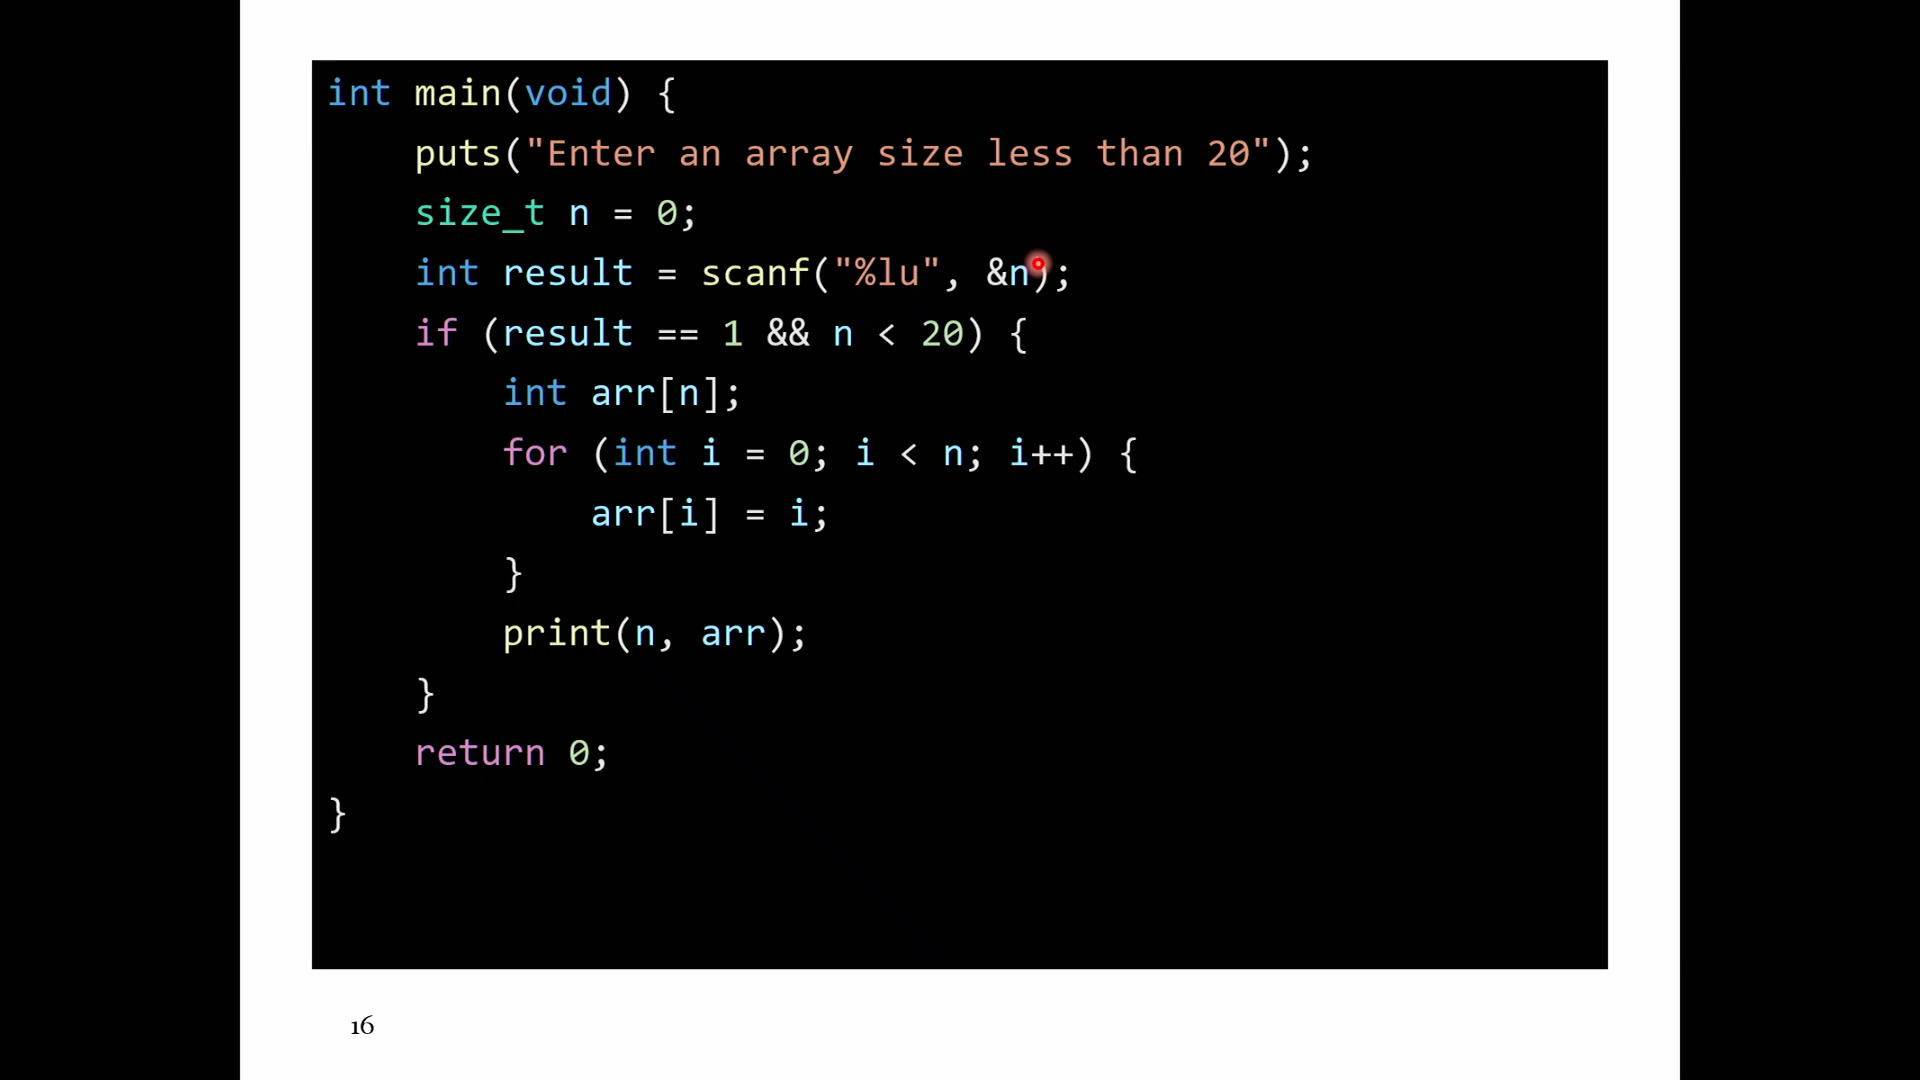 int main(void) {
    puts("Enter an array size less than 20");
    size_t n = 0;
    int result = scanf("%lu", &n);
    if (result == 1 && n < 20) {
        int arr[n];
        for (int i = 0; i < n; i++) {
            arr[i] = i;
        }
        print(n, arr);
    }
    return 0;
}
16